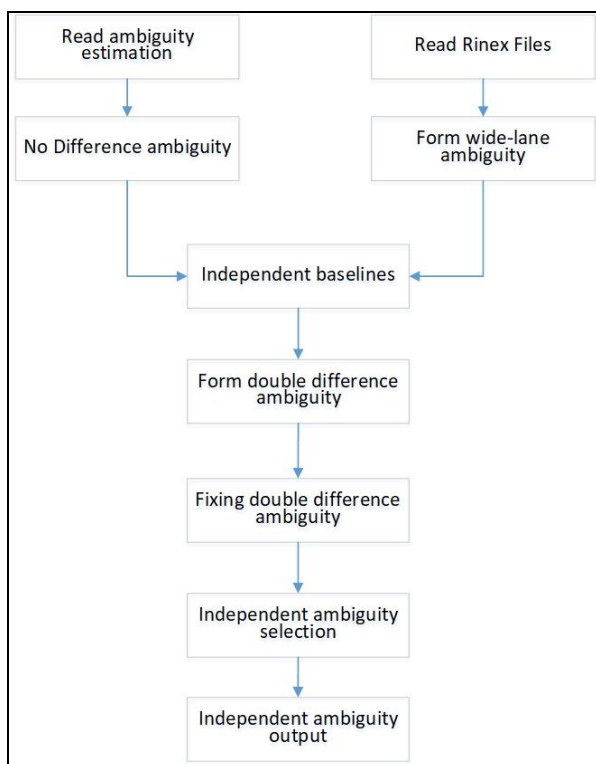 Read ambiguity
estimation
Read Rinex Files
No Difference ambiguity
Form wide-lane
ambiguity
Independent baselines
Form double difference
ambiguity
Fixing double difference
ambiguity
Independent ambiguity
selection
Independent ambiguity
output